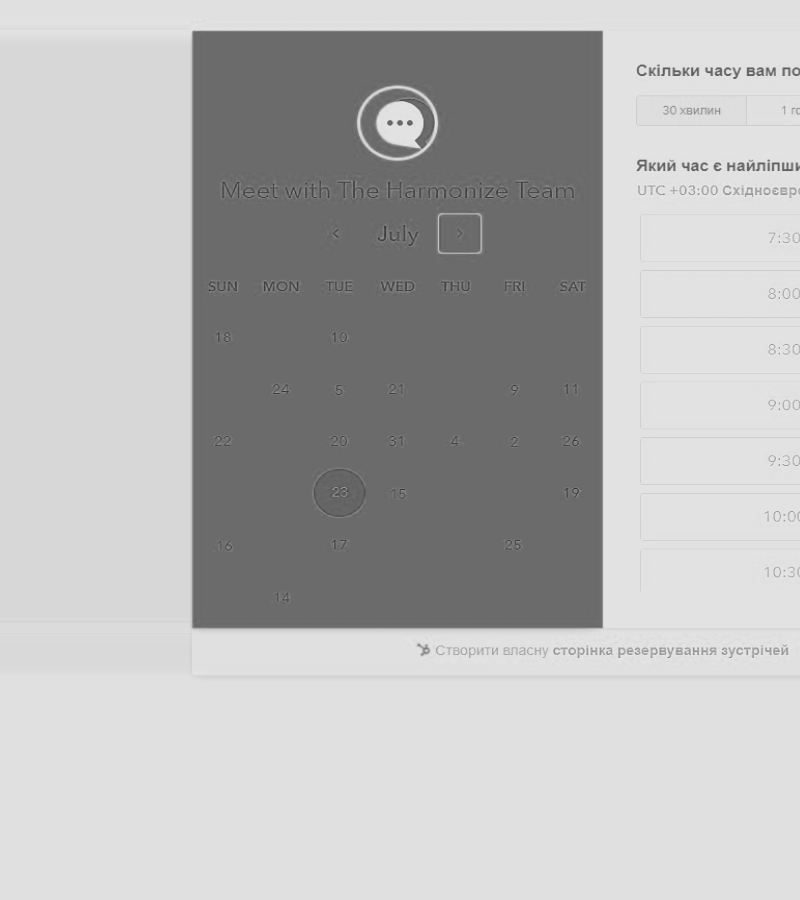 Meet with The Harmonize Team
July
SUN MON TUE WED THU FRI SAT
18 10
24 5 21 9 11
22 20 31 4 2 26
23 15 19
16 17 25
14
Скільки часу вам по
30 хвилин 1 го
Який час є найліпши
UTC +03:00 Східноєвро
7:30
8:00
8:30
9:00
9:30
10:00
10:30
Створити власну сторінка резервування зустрічей